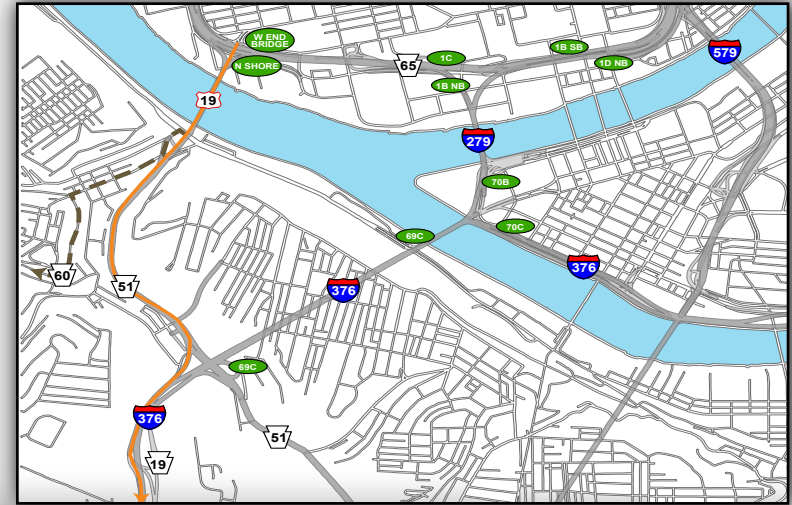 W END
BRIDGE
N SHORE
65
1C
1B SB
1D NB
579
1B NB
19
279
70B
70C
69C
376
60
51
376
69C
376
51
19